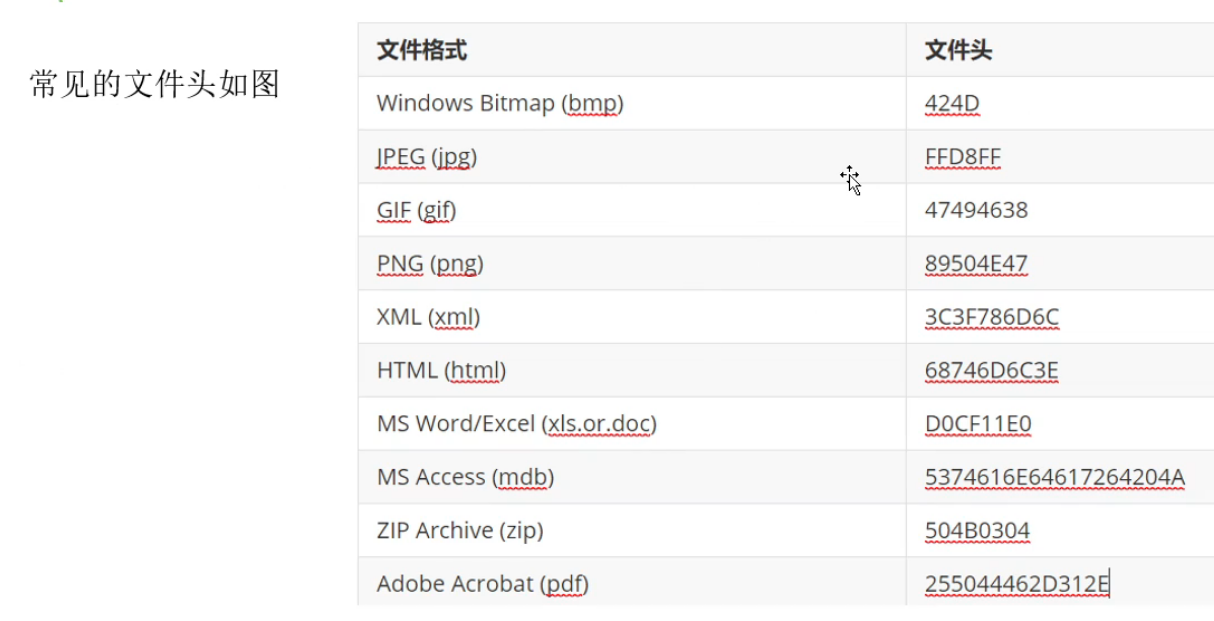 常见的文件头如图
文件格式 文件头
Windows Bitmap (bmp) 424D
JPEG (jpg) FFD8FF
GIF (gif) 47494638
PNG (png) 89504E47
XML (xml) 3C3F786D6C
HTML (html) 68746D6C3E
MS Word/Excel (xls.or.doc) D0CF11E0
MS Access (mdb) 5374616E64617264204A
ZIP Archive (zip) 504B0304
Adobe Acrobat (pdf) 255044462D312E